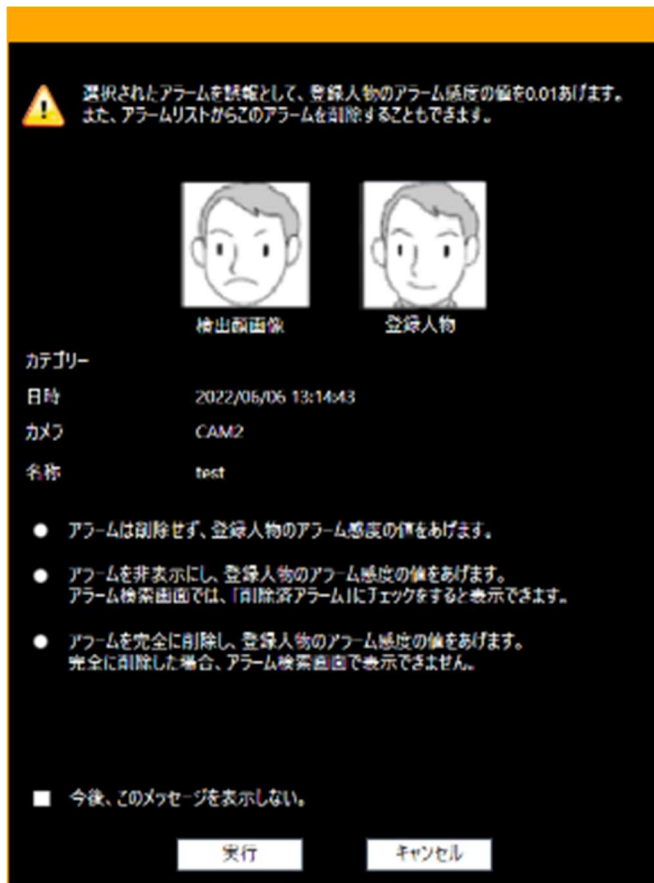 選択されたアラームを誤報として、登録人物のアラーム感度の値を0.01あげます。
また、アラームリストからこのアラームを削除することもできます。
検出顔画像
登録人物
カテゴリー
日時 2022/06/06 13:14:43
カメラ CAM2
名称 test
アラームは削除せず、登録人物のアラーム感度の値をあげます。
アラームを非表示にし、登録人物のアラーム感度の値をあげます。
アラーム検索画面では、「削除済アラーム」にチェックをすると表示できます。
アラームを完全に削除し、登録人物のアラーム感度の値をあげます。
完全に削除した場合、アラーム検索画面で表示できません。
今後、このメッセージを表示しない。
実行
キャンセル